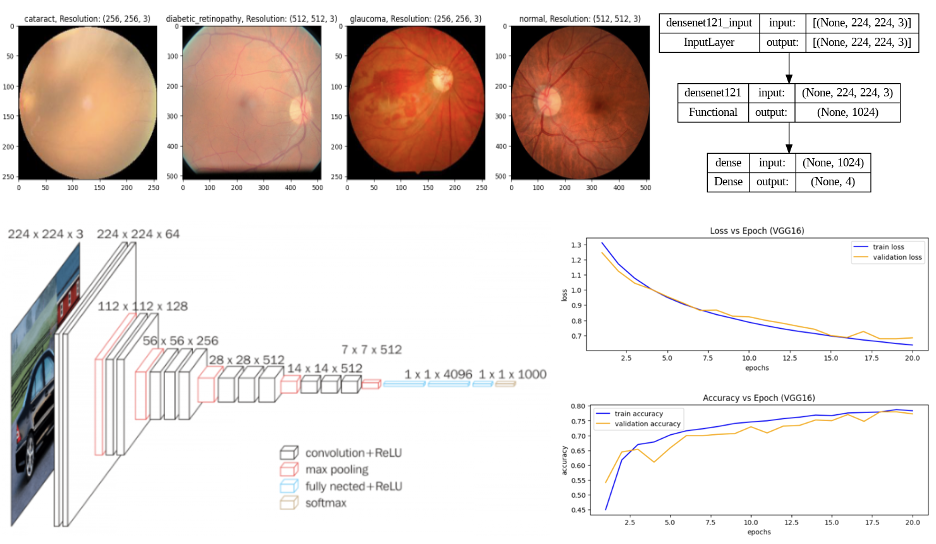 cataract, Resolution: (256, 256, 3)
diabetic_retinopathy, Resolution: (512, 512, 3)
glaucoma, Resolution: (256, 256, 3)
normal, Resolution: (512, 512, 3)
0
50
100
150
200
250
0 50 100 150 200 250
0
100
200
300
400
500
0 100 200 300 400 500
0
50
100
150
200
250
0 50 100 150 200 250
0
100
200
300
400
500
0 100 200 300 400 500
densenet121_input input: [(None, 224, 224, 3)]
InputLayer output: [(None, 224, 224, 3)]
densenet121 input: (None, 224, 224, 3)
Functional output: (None, 1024)
dense input: (None, 1024)
Dense output: (None, 4)
224 x 224 x 3
224 x 224 x 64
112 x 112 x 128
56 x 56 x 256
28 x 28 x 512
14 x 14 x 512
7 x 7 x 512
1 x 1 x 4096
1 x 1 x 1000
convolution+ReLU
max pooling
fully nected+ReLU
softmax
Loss vs Epoch (VGG16)
train loss
validation loss
loss
1.3
1.2
1.1
1.0
0.9
0.8
0.7
2.5 5.0 7.5 10.0 12.5 15.0 17.5 20.0
epochs
Accuracy vs Epoch (VGG16)
train accuracy
validation accuracy
accuracy
0.80
0.75
0.70
0.65
0.60
0.55
0.50
0.45
2.5 5.0 7.5 10.0 12.5 15.0 17.5 20.0
epochs